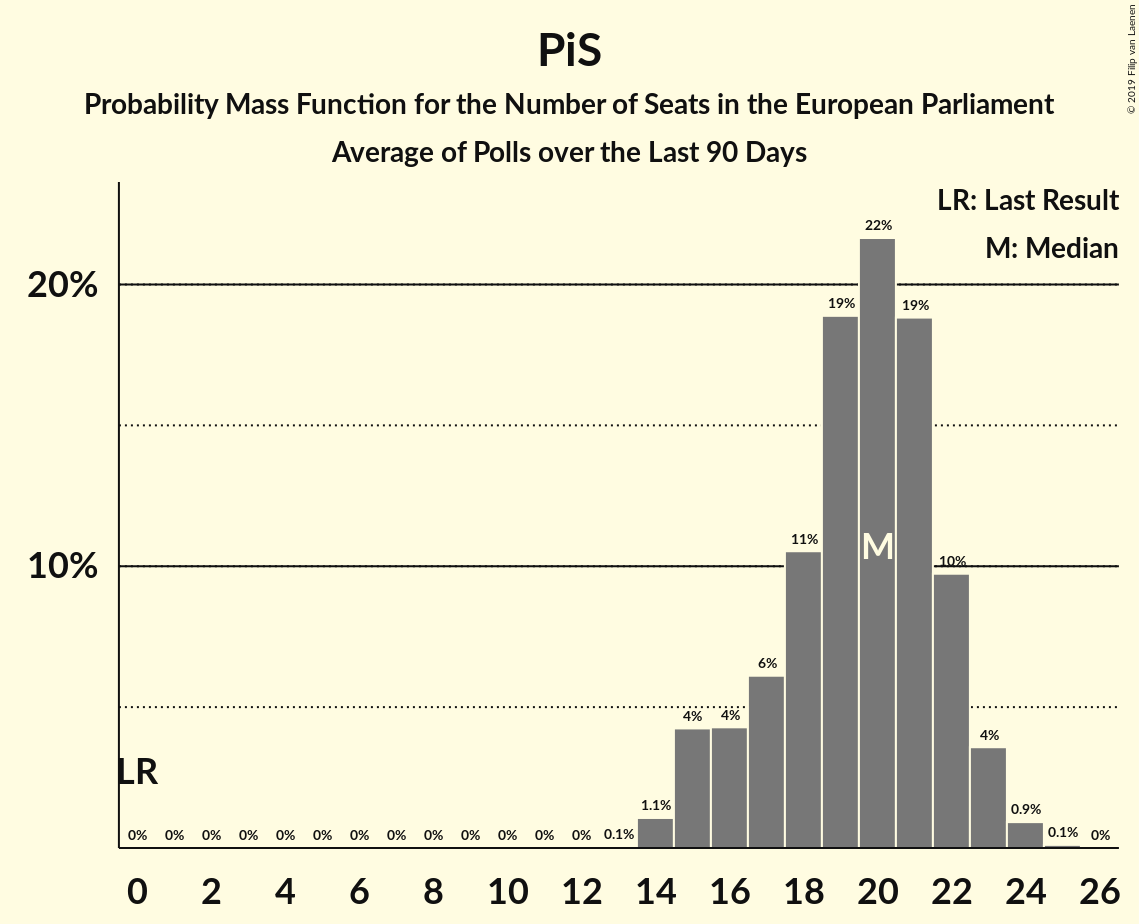 © 2019 Filip van Laenen
PiS
Probability Mass Function for the Number of Seats in the European Parliament
Average of Polls over the Last 90 Days
LR: Last Result
M: Median
20%
10%
22%
19%
19%
11%
M
10%
6%
4%
4%
4%
LR
1.1%
0.9%
0% 0% 0% 0% 0% 0% 0% 0% 0% 0% 0% 0% 0% 0.1% 0.1% 0%
0 2 4 6 8 10 12 14 16 18 20 22 24 26